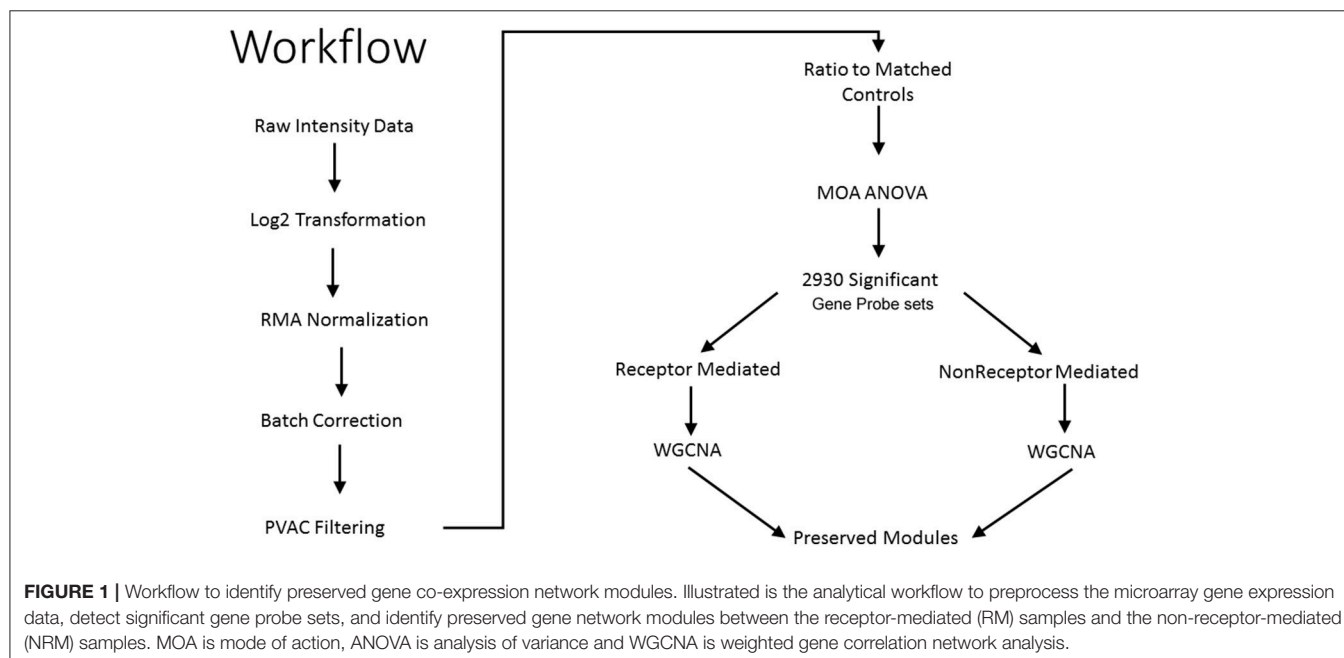 Workflow
Raw Intensity Data
Log2 Transformation
RMA Normalization
Batch Correction
PVAC Filtering
Ratio to Matched
Controls
MOA ANOVA
2930 Significant
Gene Probe sets
Receptor Mediated
NonReceptor Mediated
WGCNA
WGCNA
Preserved Modules
FIGURE 1 | Workflow to identify preserved gene co-expression network modules. Illustrated is the analytical workflow to preprocess the microarray gene expression
data, detect significant gene probe sets, and identify preserved gene network modules between the receptor-mediated (RM) samples and the non-receptor-mediated
(NRM) samples. MOA is mode of action, ANOVA is analysis of variance and WGCNA is weighted gene correlation network analysis.